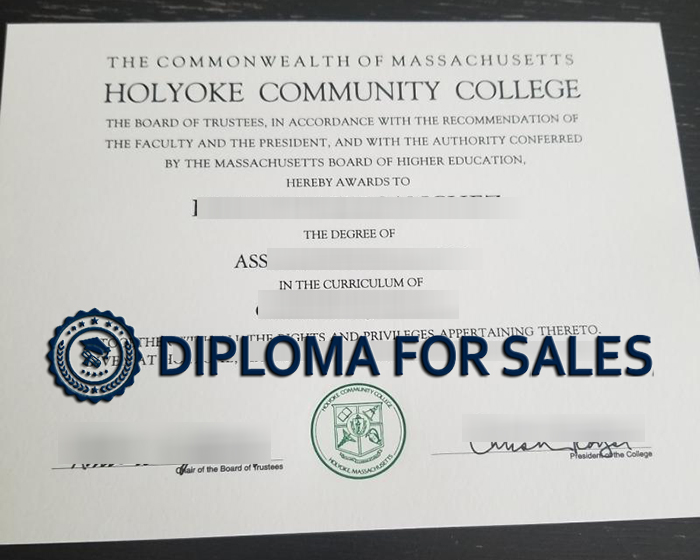 THE COMMONWEALTH OF MASSACHUSETTS
HOLYOKE COMMUNITY COLLEGE
THE BOARD OF TRUSTEES, IN ACCORDANCE WITH THE RECOMMENDATION OF
THE FACULTY AND THE PRESIDENT, AND WITH THE AUTHORITY CONFERRED
BY THE MASSACHUSETTS BOARD OF HIGHER EDUCATION,
HEREBY AWARDS TO
THE DEGREE OF
ASS
IN THE CURRICULUM OF
THE RIGHTS AND PRIVILEGES APPERTAINING THERETO.
DIPLOMA FOR SALES
HOLYOKE COMMUNITY COLLEGE
HOLYOKE, MASSACHUSETTS
Chair of the Board of Trustees
President of the College